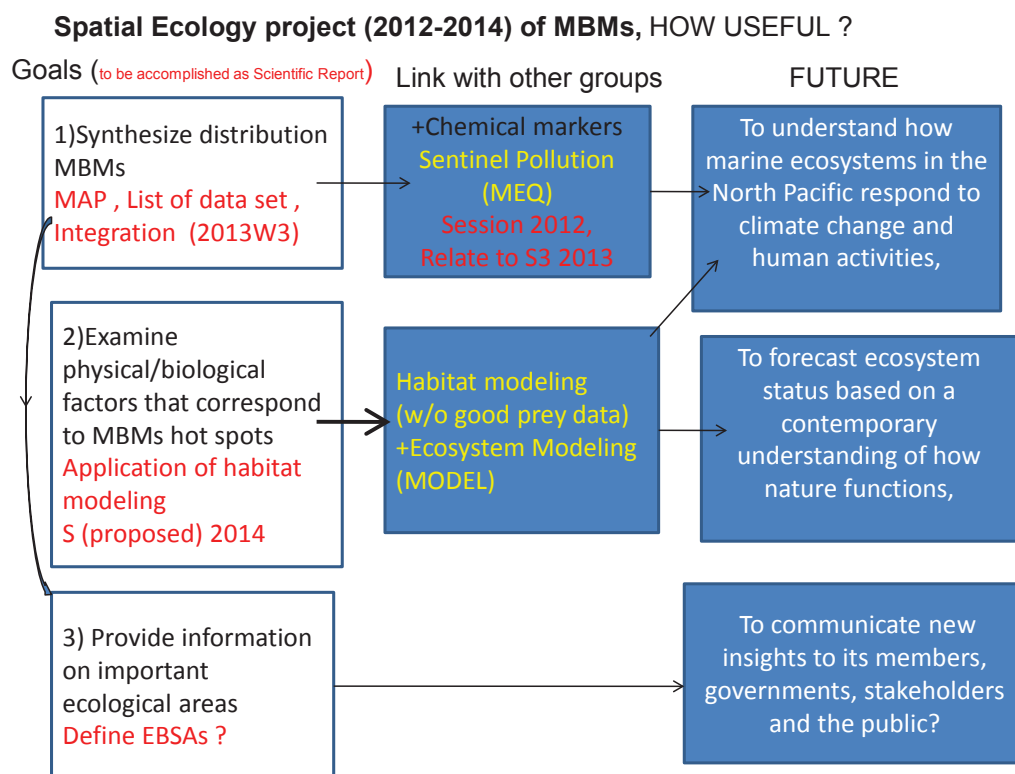 Spatial Ecology project (2012-2014) of MBMs, HOW USEFUL ?
Goals (to be accomplished as Scientific Report)
Link with other groups
FUTURE
1)Synthesize distribution
MBMs
MAP , List of data set ,
Integration (2013W3)
+Chemical markers
Sentinel Pollution
(MEQ)
Session 2012,
Relate to S3 2013
To understand how
marine ecosystems in the
North Pacific respond to
climate change and
human activities,
2)Examine
physical/biological
factors that correspond
to MBMs hot spots
Application of habitat
modeling
S (proposed) 2014
Habitat modeling
(w/o good prey data)
+Ecosystem Modeling
(MODEL)
To forecast ecosystem
status based on a
contemporary
understanding of how
nature functions,
3) Provide information
on important
ecological areas
Define EBSAs ?
To communicate new
insights to its members,
governments, stakeholders
and the public?